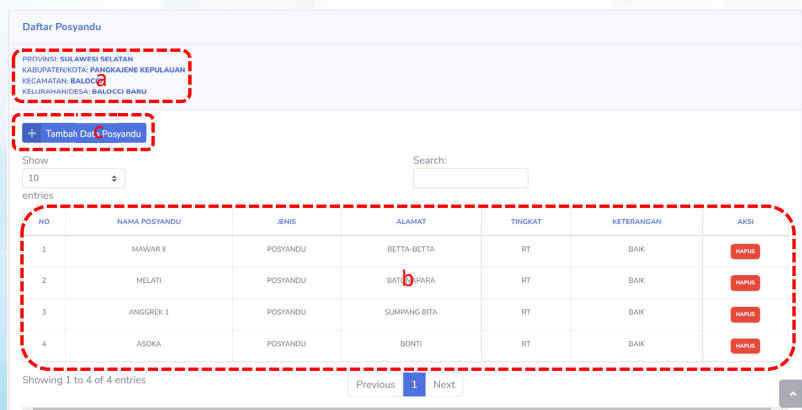 Daftar Posyandu
PROVINSI: SULAWESI SELATAN
KABUPATEN/KOTA: PANGKAJENE KEPULAUAN
KECAMATAN: BALOCCI
KELURAHAN/DESA: BALOCCI BARU
a
+ Tambah Data Posyandu
c
Show
10
entries
Search:
NO NAMA POSYANDU JENIS ALAMAT TINGKAT KETERANGAN AKSI
1 MAWAR II POSYANDU BETTA-BETTA RT BAIK HAPUS
2 MELATI POSYANDU BATUNAPARA RT BAIK HAPUS
b
3 ANGGREK 1 POSYANDU SUMPANG BITA RT BAIK HAPUS
4 ASOKA POSYANDU BONTI RT BAIK HAPUS
Showing 1 to 4 of 4 entries
Previous 1 Next